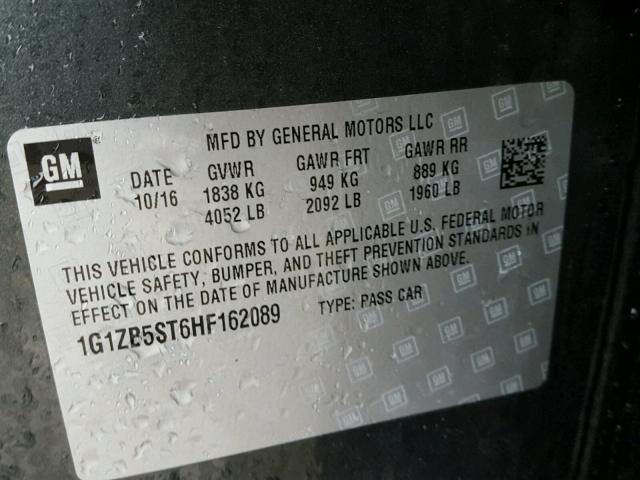 MFD BY GENERAL MOTORS LLC
GM
DATE GVWR GAWR FRT GAWR RR
10/16 1838 KG 949 KG 889 KG
4052 LB 2092 LB 1960 LB
THIS VEHICLE CONFORMS TO ALL APPLICABLE U.S. FEDERAL MOTOR
VEHICLE SAFETY, BUMPER, AND THEFT PREVENTION STANDARDS IN
EFFECT ON THE DATE OF MANUFACTURE SHOWN ABOVE.
1G1ZB5ST6HF162089 TYPE: PASS CAR